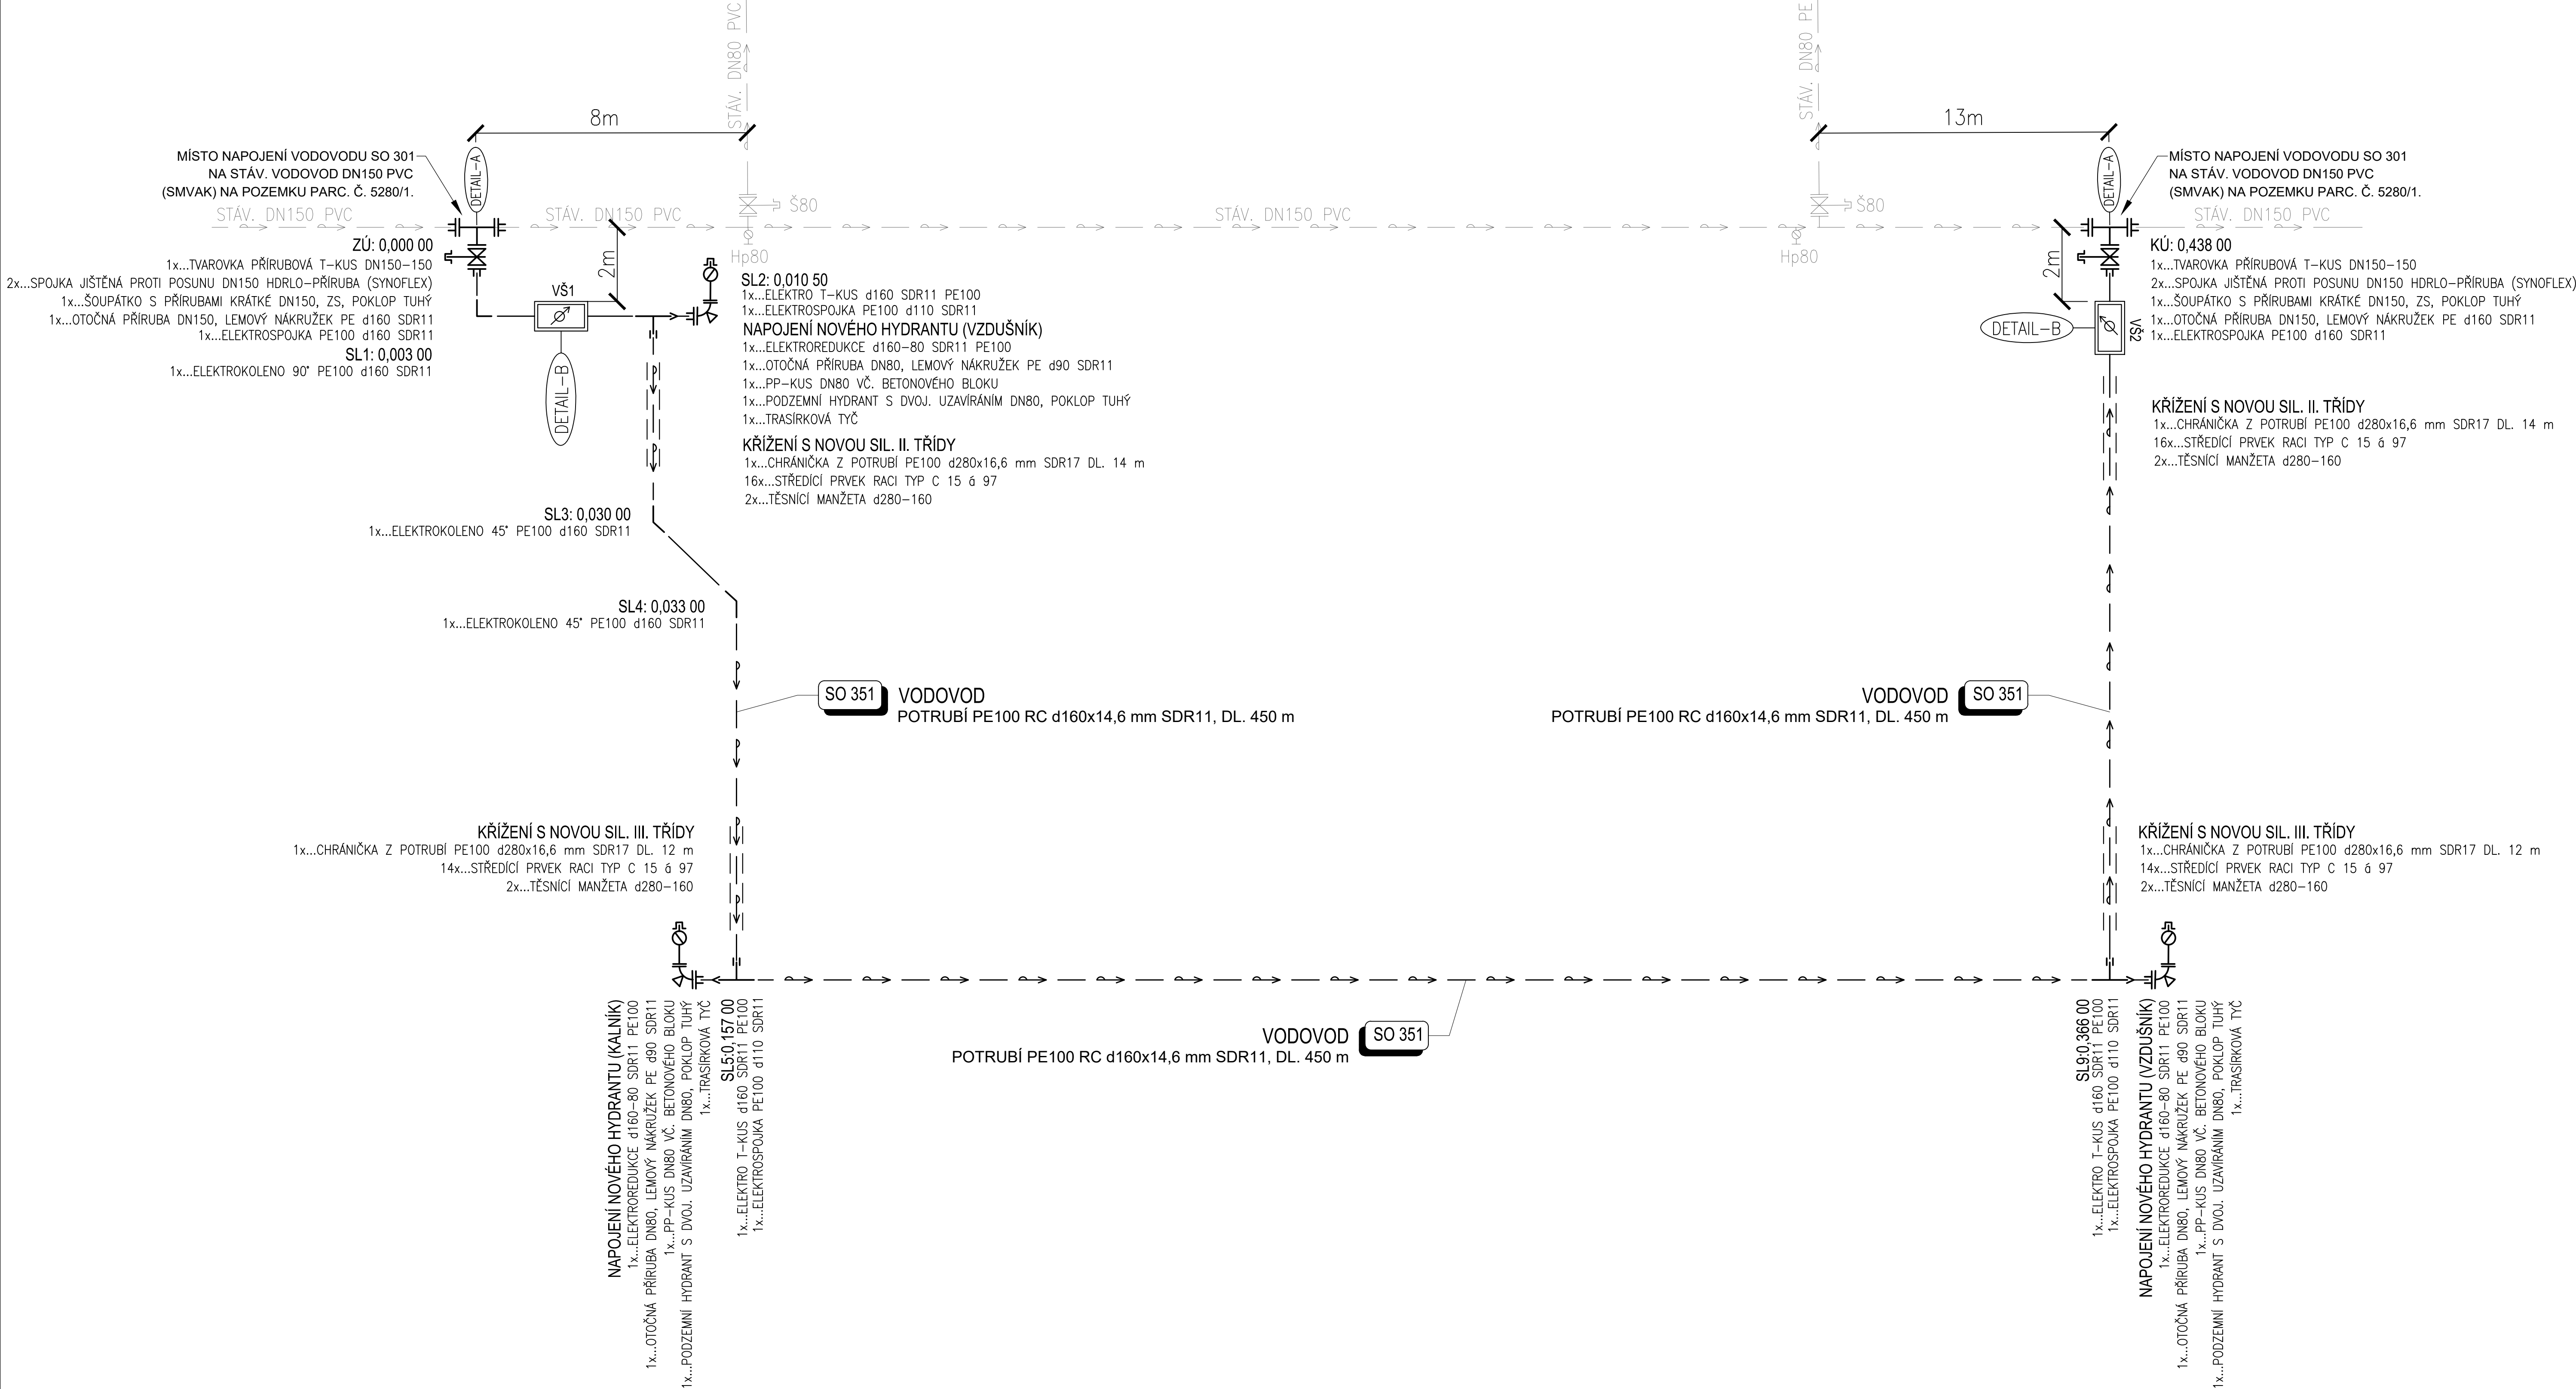 STÁV. DN80 PVC
STÁV. DN80 PE
8m
13m
MÍSTO NAPOJENÍ VODOVODU SO 301
NA STÁV. VODOVOD DN150 PVC
(SMVAK) NA POZEMKU PARC. Č. 5280/1.
DETAIL-A
DETAIL-A
MÍSTO NAPOJENÍ VODOVODU SO 301
NA STÁV. VODOVOD DN150 PVC
(SMVAK) NA POZEMKU PARC. Č. 5280/1.
Š80
Š80
STÁV. DN150 PVC
STÁV. DN150 PVC
STÁV. DN150 PVC
STÁV. DN150 PVC
Hp80
Hp80
2m
2m
ZÚ: 0,000 00
1x...TVAROVKA PŘÍRUBOVÁ T-KUS DN150-150
2x...SPOJKA JIŠTĚNÁ PROTI POSUNU DN150 HDRLO-PŘÍRUBA (SYNOFLEX)
1x...ŠOUPÁTKO S PŘÍRUBAMI KRÁTKÉ DN150, ZS, POKLOP TUHÝ
1x...OTOČNÁ PŘÍRUBA DN150, LEMOVÝ NÁKRUŽEK PE d160 SDR11
1x...ELEKTROSPOJKA PE100 d160 SDR11
SL1: 0,003 00
1x...ELEKTROKOLENO 90° PE100 d160 SDR11
VŠ1
DETAIL-B
SL2: 0,010 50
1x...ELEKTRO T-KUS d160 SDR11 PE100
1x...ELEKTROSPOJKA PE100 d110 SDR11
NAPOJENÍ NOVÉHO HYDRANTU (VZDUŠNÍK)
1x...ELEKTROREDUKCE d160-80 SDR11 PE100
1x...OTOČNÁ PŘÍRUBA DN80, LEMOVÝ NÁKRUŽEK PE d90 SDR11
1x...PP-KUS DN80 VČ. BETONOVÉHO BLOKU
1x...PODZEMNÍ HYDRANT S DVOJ. UZAVÍRÁNÍM DN80, POKLOP TUHÝ
1x...TRASÍRKOVÁ TYČ
KŘÍŽENÍ S NOVOU SIL. II. TŘÍDY
1x...CHRÁNIČKA Z POTRUBÍ PE100 d280x16,6 mm SDR17 DL. 14 m
16x...STŘEDÍCÍ PRVEK RACI TYP C 15 á 97
2x...TĚSNÍCÍ MANŽETA d280-160
KÚ: 0,438 00
1x...TVAROVKA PŘÍRUBOVÁ T-KUS DN150-150
2x...SPOJKA JIŠTĚNÁ PROTI POSUNU DN150 HDRLO-PŘÍRUBA (SYNOFLEX)
1x...ŠOUPÁTKO S PŘÍRUBAMI KRÁTKÉ DN150, ZS, POKLOP TUHÝ
1x...OTOČNÁ PŘÍRUBA DN150, LEMOVÝ NÁKRUŽEK PE d160 SDR11
1x...ELEKTROSPOJKA PE100 d160 SDR11
DETAIL-B
VŠ2
KŘÍŽENÍ S NOVOU SIL. II. TŘÍDY
1x...CHRÁNIČKA Z POTRUBÍ PE100 d280x16,6 mm SDR17 DL. 14 m
16x...STŘEDÍCÍ PRVEK RACI TYP C 15 á 97
2x...TĚSNÍCÍ MANŽETA d280-160
SL3: 0,030 00
1x...ELEKTROKOLENO 45° PE100 d160 SDR11
SL4: 0,033 00
1x...ELEKTROKOLENO 45° PE100 d160 SDR11
SO 351 VODOVOD
POTRUBÍ PE100 RC d160x14,6 mm SDR11, DL. 450 m
VODOVOD SO 351
POTRUBÍ PE100 RC d160x14,6 mm SDR11, DL. 450 m
KŘÍŽENÍ S NOVOU SIL. III. TŘÍDY
1x...CHRÁNIČKA Z POTRUBÍ PE100 d280x16,6 mm SDR17 DL. 12 m
14x...STŘEDÍCÍ PRVEK RACI TYP C 15 á 97
2x...TĚSNÍCÍ MANŽETA d280-160
KŘÍŽENÍ S NOVOU SIL. III. TŘÍDY
1x...CHRÁNIČKA Z POTRUBÍ PE100 d280x16,6 mm SDR17 DL. 12 m
14x...STŘEDÍCÍ PRVEK RACI TYP C 15 á 97
2x...TĚSNÍCÍ MANŽETA d280-160
NAPOJENÍ NOVÉHO HYDRANTU (KALNÍK)
1x...ELEKTROREDUKCE d160-80 SDR11 PE100
1x...OTOČNÁ PŘÍRUBA DN80, LEMOVÝ NÁKRUŽEK PE d90 SDR11
1x...PP-KUS DN80 VČ. BETONOVÉHO BLOKU
1x...PODZEMNÍ HYDRANT S DVOJ. UZAVÍRÁNÍM DN80, POKLOP TUHÝ
1x...TRASÍRKOVÁ TYČ
SL5:0,157 00
1x...ELEKTRO T-KUS d160 SDR11 PE100
1x...ELEKTROSPOJKA PE100 d110 SDR11
VODOVOD SO 351
POTRUBÍ PE100 RC d160x14,6 mm SDR11, DL. 450 m
SL9:0,366 00
1x...ELEKTRO T-KUS d160 SDR11 PE100
1x...ELEKTROSPOJKA PE100 d110 SDR11
NAPOJENÍ NOVÉHO HYDRANTU (VZDUŠNÍK)
1x...ELEKTROREDUKCE d160-80 SDR11 PE100
1x...OTOČNÁ PŘÍRUBA DN80, LEMOVÝ NÁKRUŽEK PE d90 SDR11
1x...PP-KUS DN80 VČ. BETONOVÉHO BLOKU
1x...PODZEMNÍ HYDRANT S DVOJ. UZAVÍRÁNÍM DN80, POKLOP TUHÝ
1x...TRASÍRKOVÁ TYČ